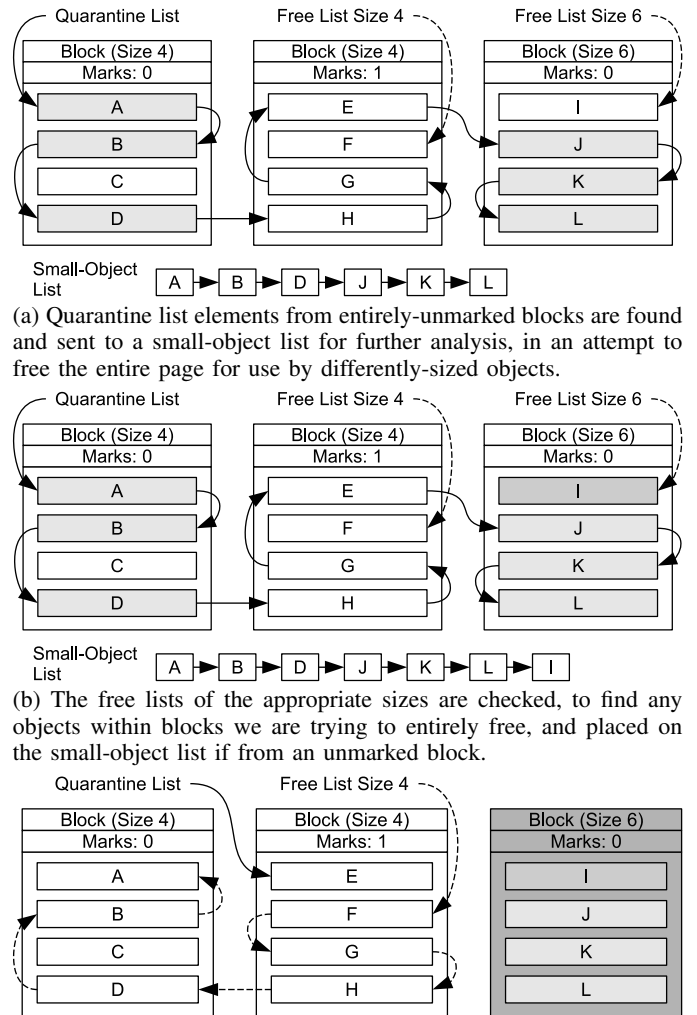 Quarantine List Free List Size 4 Free List Size 6
Block (Size 4) Block (Size 4) Block (Size 6)
Marks: 0 Marks: 1 Marks: 0
A E I
B F J
C G K
D H L
Small-Object
List A B D J K L
(a) Quarantine list elements from entirely-unmarked blocks are found
and sent to a small-object list for further analysis, in an attempt to
free the entire page for use by differently-sized objects.
Quarantine List Free List Size 4 Free List Size 6
Block (Size 4) Block (Size 4) Block (Size 6)
Marks: 0 Marks: 1 Marks: 0
A E I
B F J
C G K
D H L
Small-Object
List A B D J K L I
(b) The free lists of the appropriate sizes are checked, to find any
objects within blocks we are trying to entirely free, and placed on
the small-object list if from an unmarked block.
Quarantine List Free List Size 4
Block (Size 4) Block (Size 4) Block (Size 6)
Marks: 0 Marks: 1 Marks: 0
A E I
B F J
C G K
D H L